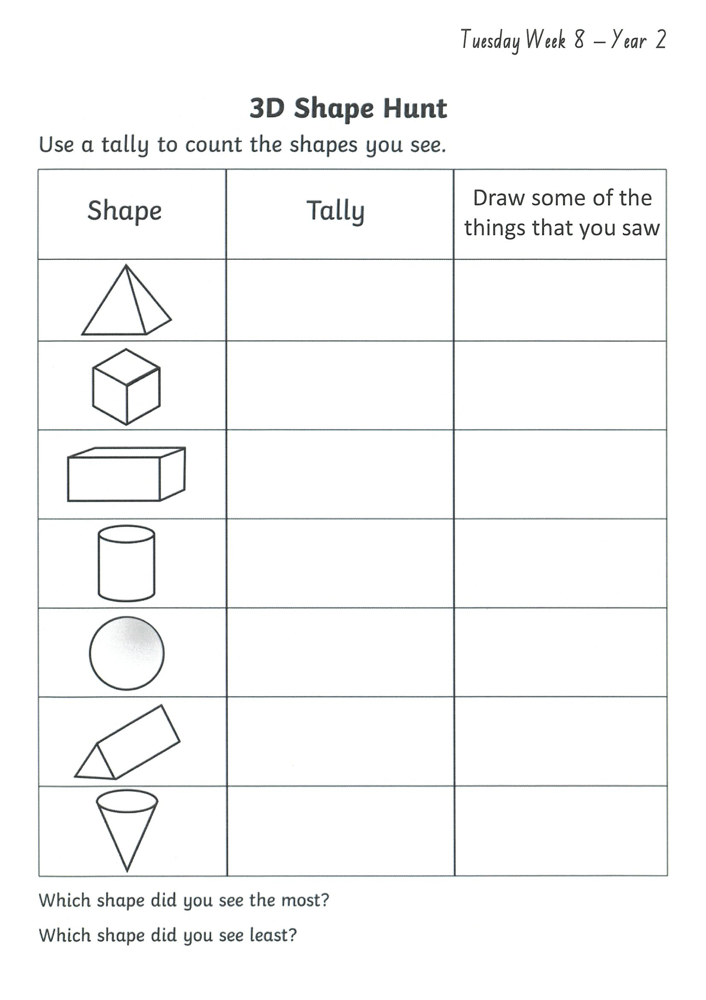 Tuesday Week 8 – Year 2
3D Shape Hunt
Use a tally to count the shapes you see.
Shape
Tally
Draw some of the
things that you saw
Which shape did you see the most?
Which shape did you see least?